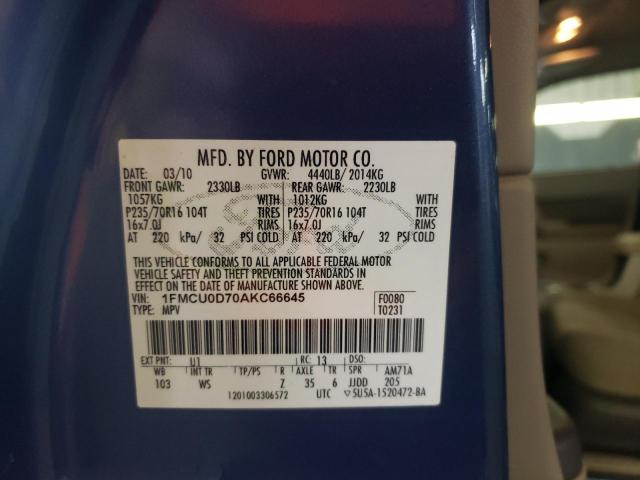 MFD. BY FORD MOTOR CO.
DATE: 03/10 GVWR: 4440LB/ 2014KG
FRONT GAWR: 2330LB REAR GAWR: 2230LB
1057KG WITH 1012KG WITH
P235/70R16 104T TIRES P235/70R16 104T TIRES
16x7.0J RIMS 16x7.0J RIMS
AT 220 kPa/ 32 PSI COLD AT 220 kPa/ 32 PSI COLD
THIS VEHICLE CONFORMS TO ALL APPLICABLE FEDERAL MOTOR
VEHICLE SAFETY AND THEFT PREVENTION STANDARDS IN
EFFECT ON THE DATE OF MANUFACTURE SHOWN ABOVE.
VIN: 1FMCU0D70AKC66645 F0080
TYPE: MPV T0231
EXT PNT: U1 RC: 13 DSO:
WB INT TR TP/PS R AXLE TR SPR AM71A
103 WS Z 35 6 JJDD 205
1201003306572 UTC ▽5U5A-1520472-BA